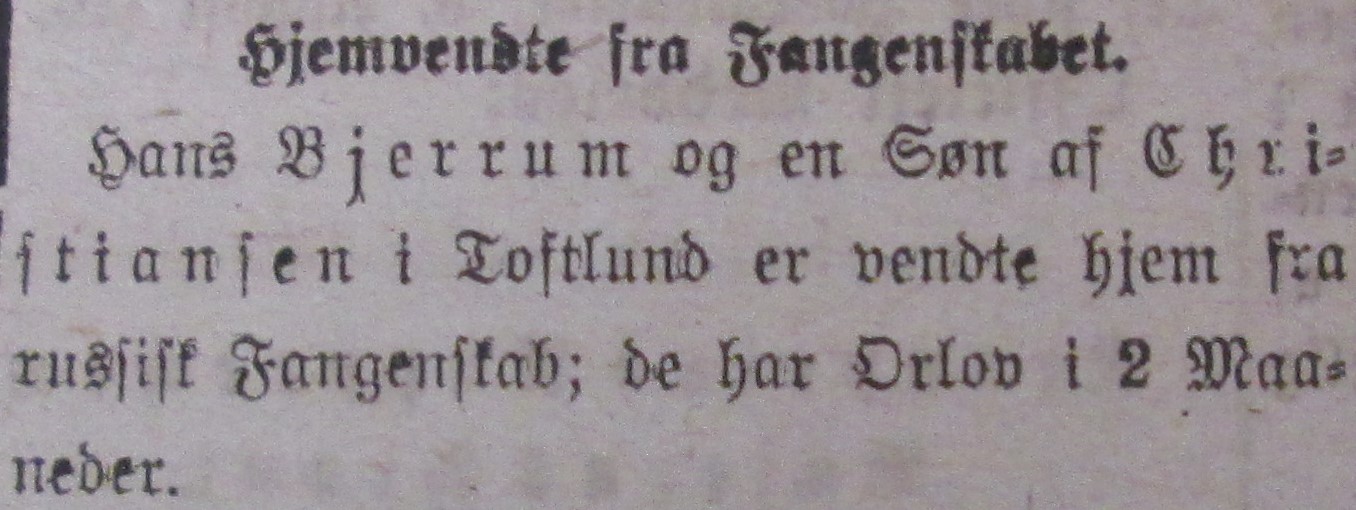 Hjemvendte fra Fangenskabet.
Hans Bjerrum og en Søn af Chri-
stiansen i Toftlund er vendte hjem fra
russisk Fangenskab; de har Orlov i 2 Maa-
neder.